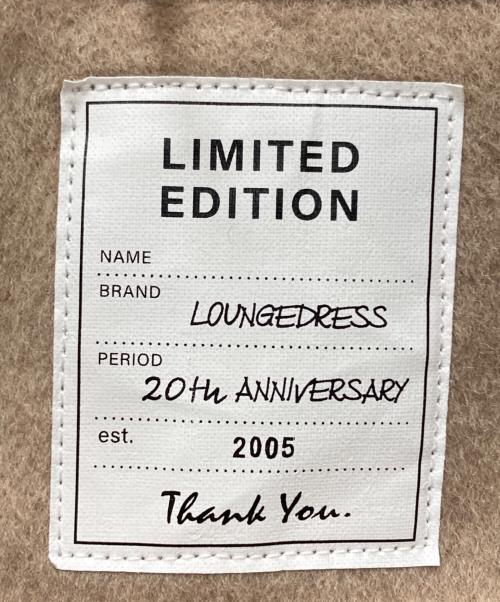 LIMITED
EDITION
NAME
BRAND
LOUNGEDRESS
PERIOD
20th ANNIVERSARY
est. 2005
Thank You.